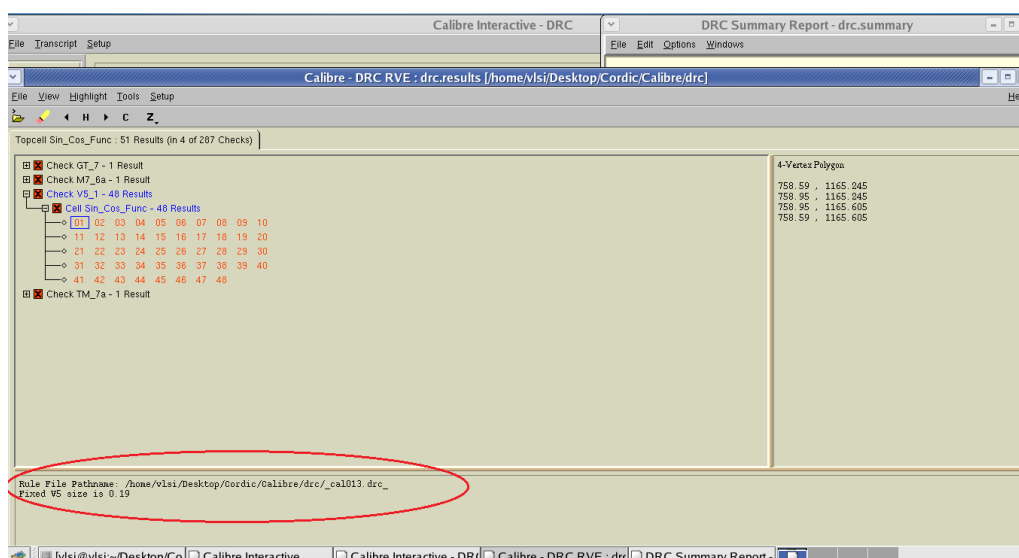 Calibre Interactive - DRC
DRC Summary Report - drc.summary
File Transcript Setup
File Edit Options Windows
Calibre - DRC RVE : drc.results [/home/vlsi/Desktop/Cordic/Calibre/drc]
File View Highlight Tools Setup He
H C Z
Topcell Sin_Cos_Func : 51 Results (in 4 of 287 Checks)
Check GT_7 - 1 Result
Check M7_6a - 1 Result
Check V5_1 - 48 Results
Cell Sin_Cos_Func - 48 Results
01 02 03 04 05 06 07 08 09 10
11 12 13 14 15 16 17 18 19 20
21 22 23 24 25 26 27 28 29 30
31 32 33 34 35 36 37 38 39 40
41 42 43 44 45 46 47 48
Check TM_7a - 1 Result
4-Vertex Polygon
758.59 , 1165.245
758.95 , 1165.245
758.95 , 1165.605
758.59 , 1165.605
Rule File Pathname: /home/vlsi/Desktop/Cordic/Calibre/drc/_cal013.drc_
Fixed V5 size is 0.19
[vlsi@vlsi:~/Desktop/Co Calibre Interactive Calibre Interactive - DR Calibre - DRC RVE : dr DRC Summary Report -